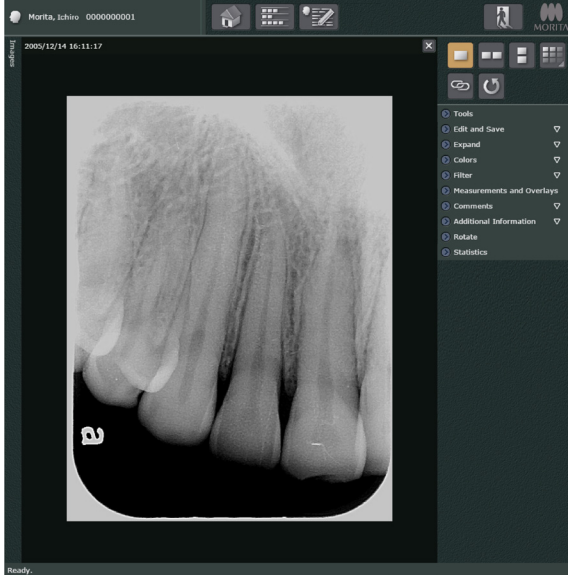 Morita, Ichiro 0000000001
MORITA
Images
2005/12/14 16:11:17
a
Tools
Edit and Save
Expand
Colors
Filter
Measurements and Overlays
Comments
Additional Information
Rotate
Statistics
Ready.